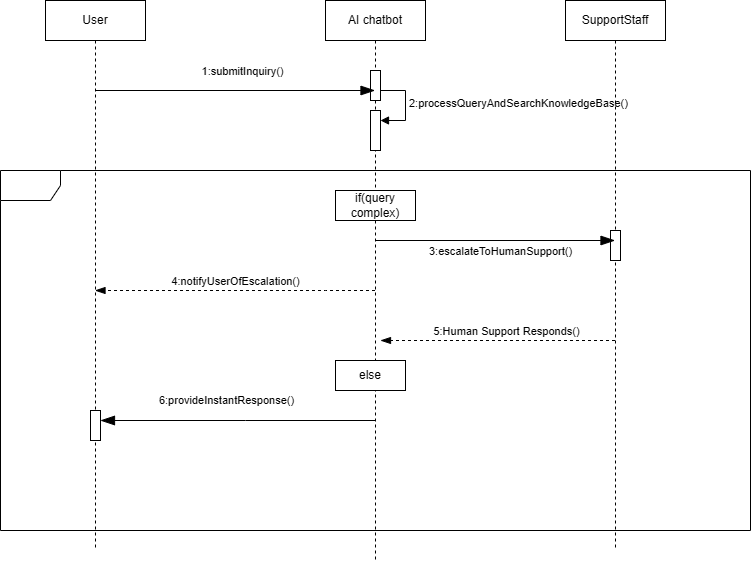 User
AI chatbot
SupportStaff
1:submitInquiry()
2:processQueryAndSearchKnowledgeBase()
if(query
complex)
3:escalateToHumanSupport()
4:notifyUserOfEscalation()
5:Human Support Responds()
else
6:provideInstantResponse()